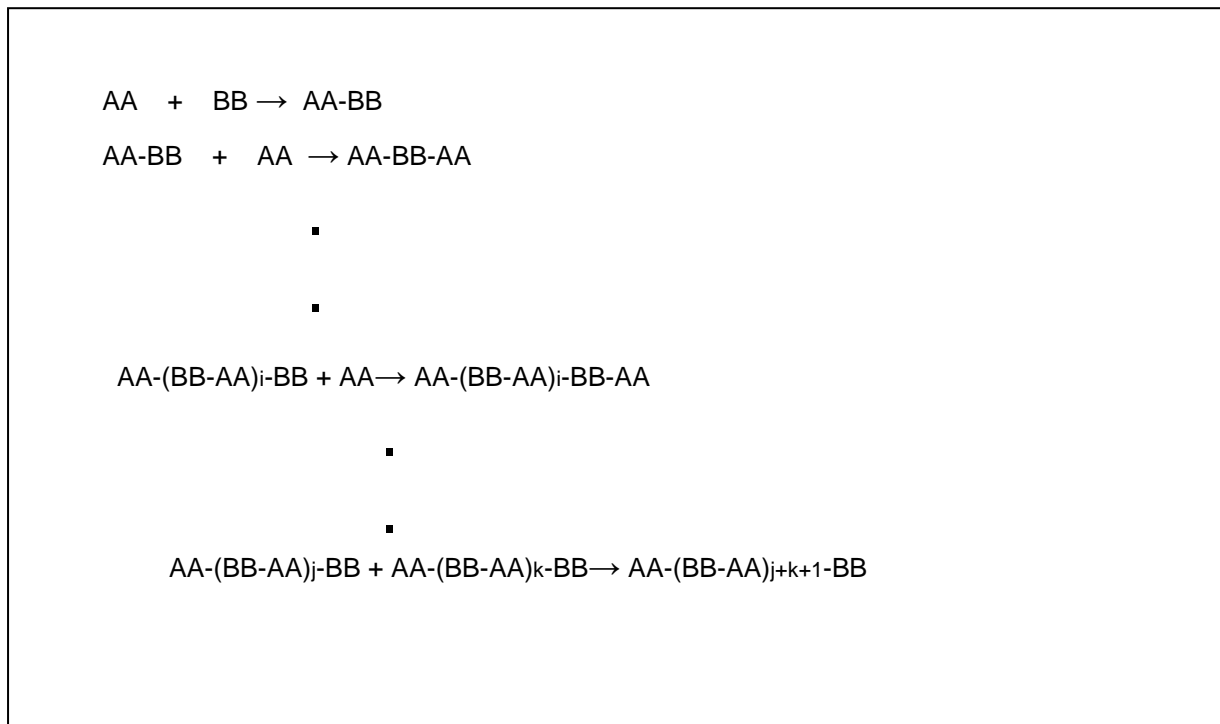 AA + BB → AA-BB
AA-BB + AA → AA-BB-AA
AA-(BB-AA)i-BB + AA→ AA-(BB-AA)i-BB-AA
AA-(BB-AA)j-BB + AA-(BB-AA)k-BB→ AA-(BB-AA)j+k+1-BB